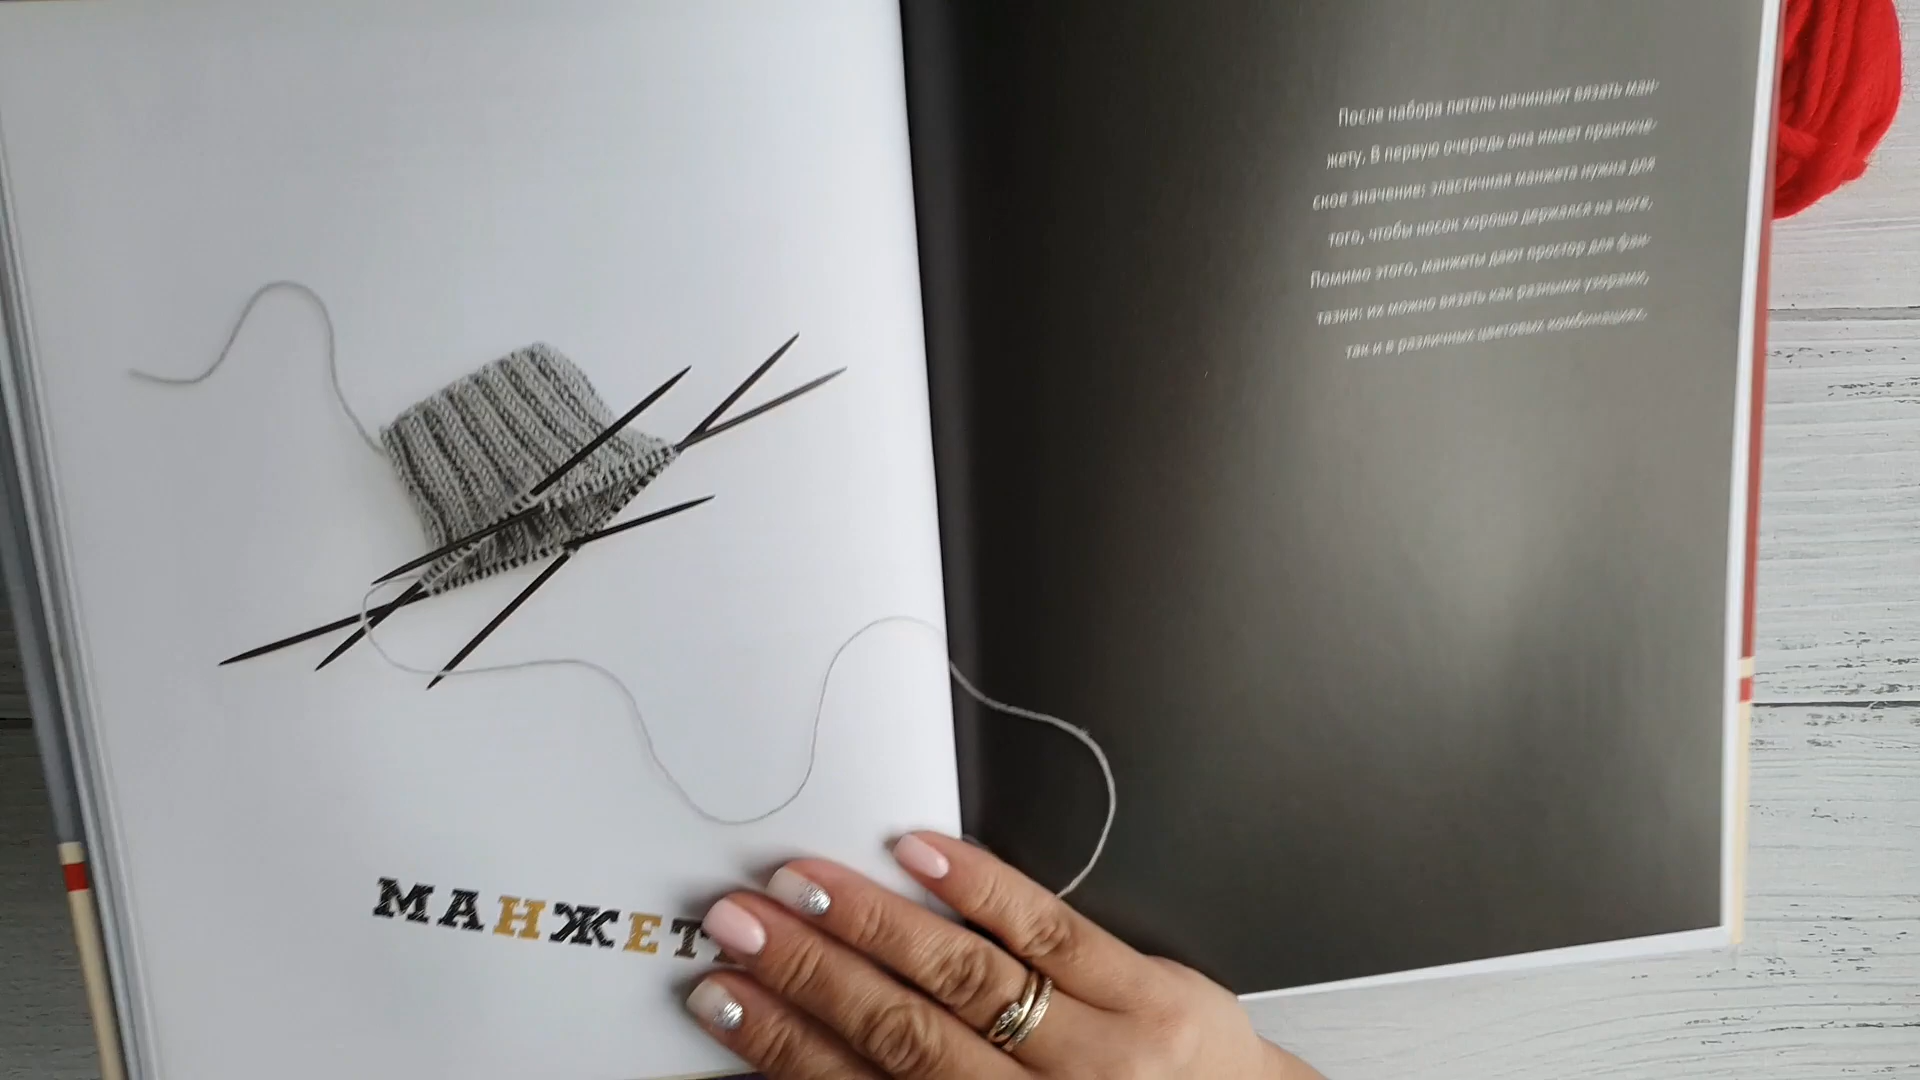 МАНЖЕТ
После набора петель начинают вязать ман-
жету. В первую очередь она имеет практиче-
ское значение: эластичная манжета нужна для
того, чтобы носок хорошо держался на ноге.
Помимо этого, манжеты дают простор для фан-
тазии: их можно вязать как разными узорами,
так и в различных цветовых комбинациях.